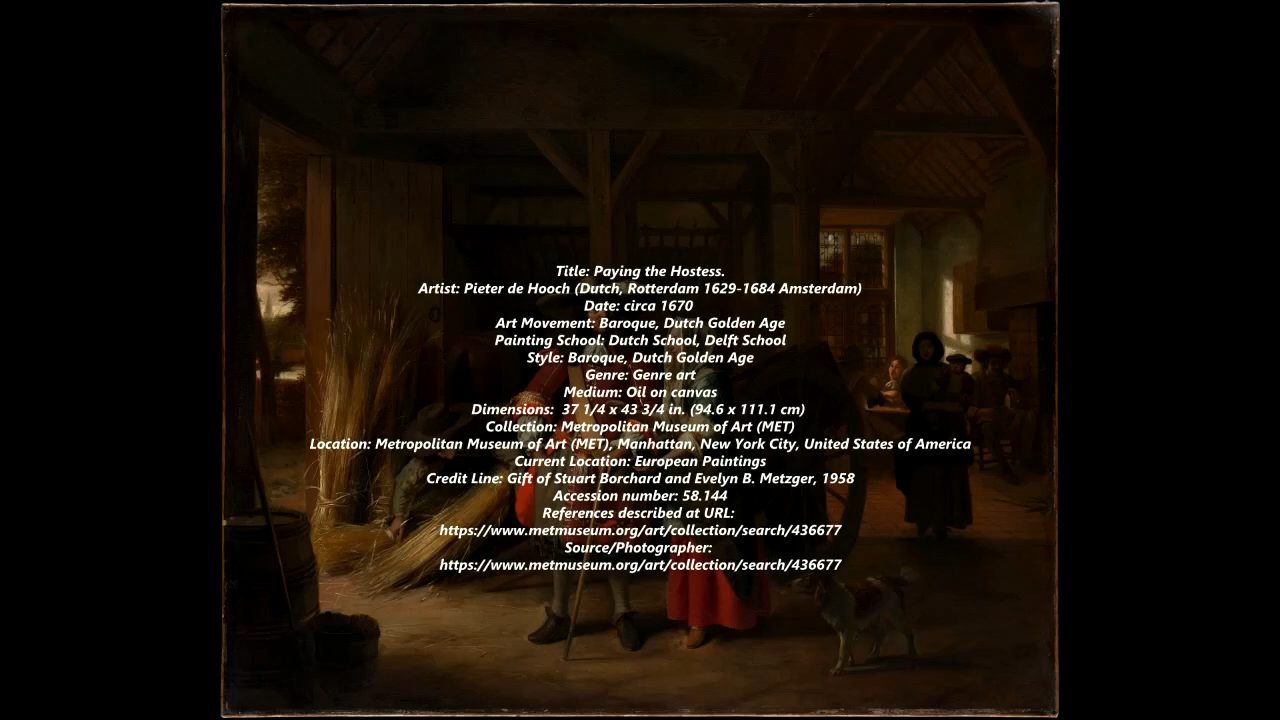 Title: Paying the Hostess.
Artist: Pieter de Hooch (Dutch, Rotterdam 1629-1684 Amsterdam)
Date: circa 1670
Art Movement: Baroque, Dutch Golden Age
Painting School: Dutch School, Delft School
Style: Baroque, Dutch Golden Age
Genre: Genre art
Medium: Oil on canvas
Dimensions:  37 1/4 x 43 3/4 in. (94.6 x 111.1 cm)
Collection: Metropolitan Museum of Art (MET)
Location: Metropolitan Museum of Art (MET), Manhattan, New York City, United States of America
Current Location: European Paintings
Credit Line: Gift of Stuart Borchard and Evelyn B. Metzger, 1958
Accession number: 58.144
References described at URL:
https://www.metmuseum.org/art/collection/search/436677
Source/Photographer:
https://www.metmuseum.org/art/collection/search/436677